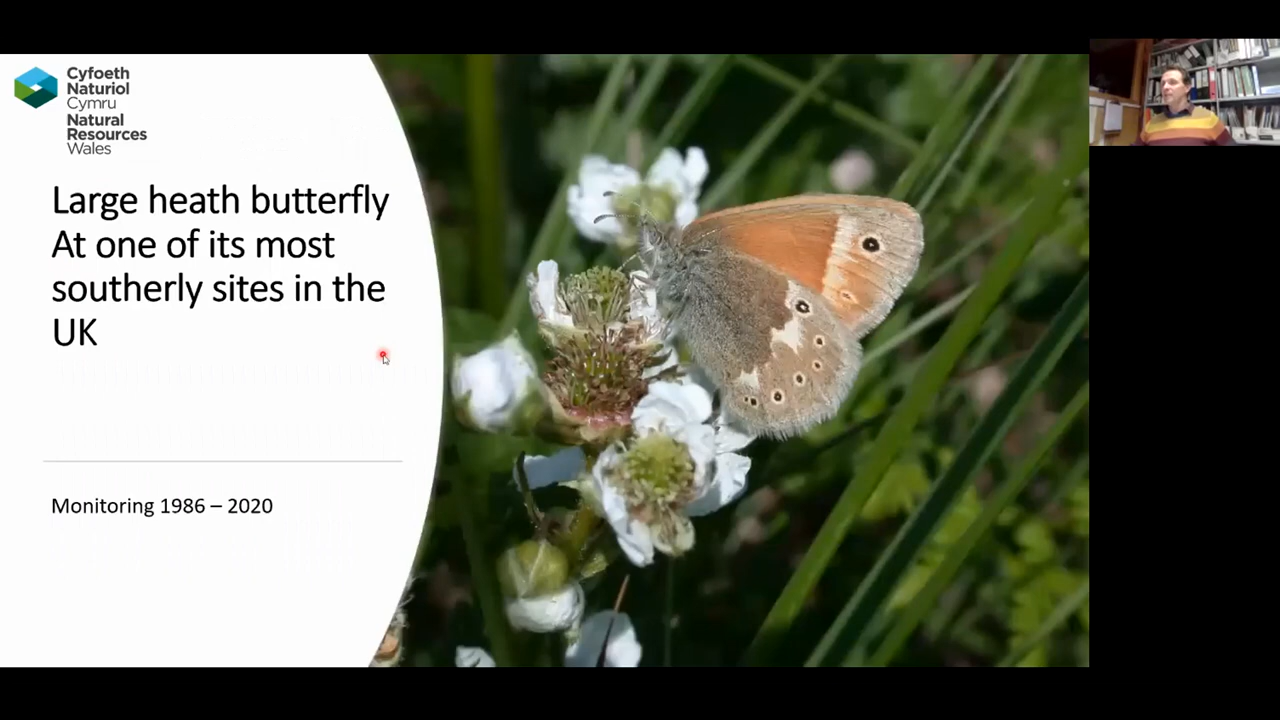 Cyfoeth
Naturiol
Cymru
Natural
Resources
Wales
Large heath butterfly
At one of its most
southerly sites in the
UK
Monitoring 1986 – 2020